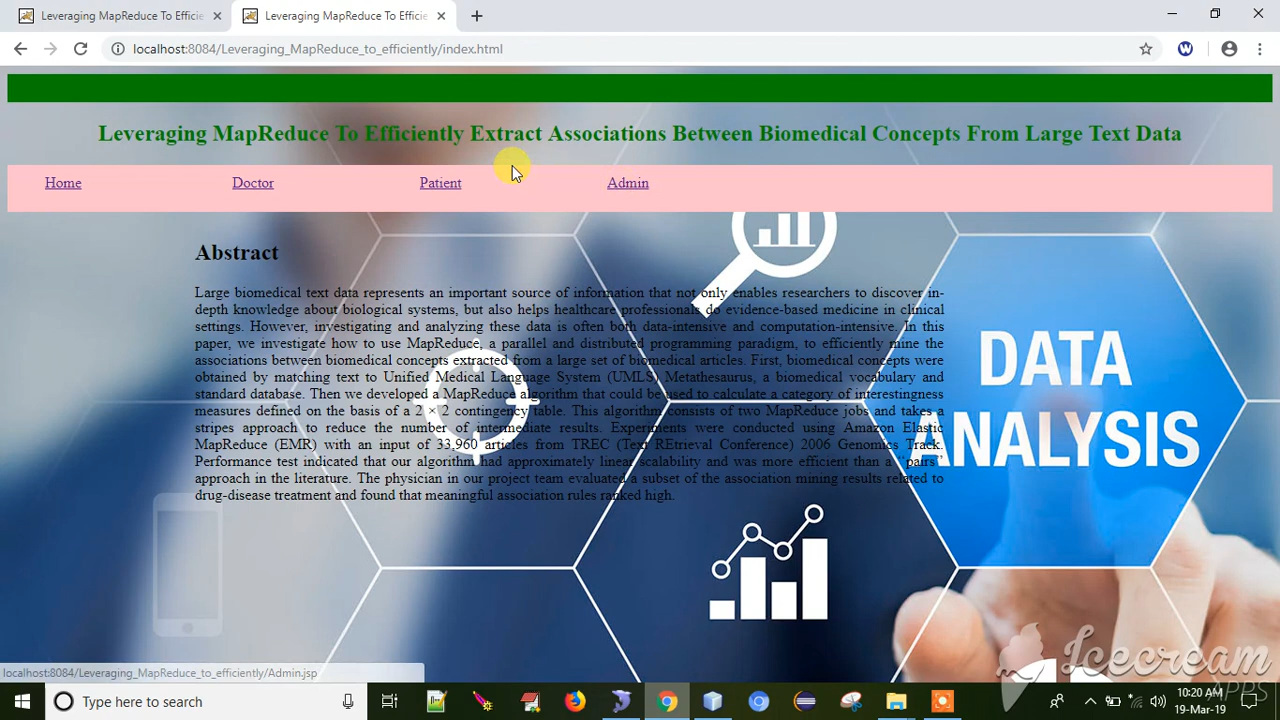 Leveraging MapReduce To Efficie
Leveraging MapReduce To Efficie
localhost:8084/Leveraging_MapReduce_to_efficiently/index.html
Leveraging MapReduce To Efficiently Extract Associations Between Biomedical Concepts From Large Text Data
Home Doctor Patient Admin
Abstract
Large biomedical text data represents an important source of information that not only enables researchers to discover in-
depth knowledge about biological systems, but also helps healthcare professionals do evidence-based medicine in clinical
settings. However, investigating and analyzing these data is often both data-intensive and computation-intensive. In this
paper, we investigate how to use MapReduce, a parallel and distributed programming paradigm, to efficiently mine the
associations between biomedical concepts extracted from a large set of biomedical articles. First, biomedical concepts were
obtained by matching text to Unified Medical Language System (UMLS) Metathesaurus, a biomedical vocabulary and
standard database. Then we developed a MapReduce algorithm that could be used to calculate a category of interestingness
measures defined on the basis of a 2 × 2 contingency table. This algorithm consists of two MapReduce jobs and takes a
stripes approach to reduce the number of intermediate results. Experiments were conducted using Amazon Elastic
MapReduce (EMR) with an input of 33,960 articles from TREC (Text REtrieval Conference) 2006 Genomics Track.
Performance test indicated that our algorithm had approximately linear scalability and was more efficient than a ‘‘pairs’’
approach in the literature. The physician in our project team evaluated a subset of the association mining results related to
drug-disease treatment and found that meaningful association rules ranked high.
DATA
ANALYSIS
Icecream
APPS
localhost:8084/Leveraging_MapReduce_to_efficiently/Admin.jsp
Type here to search
10:20 AM
19-Mar-19